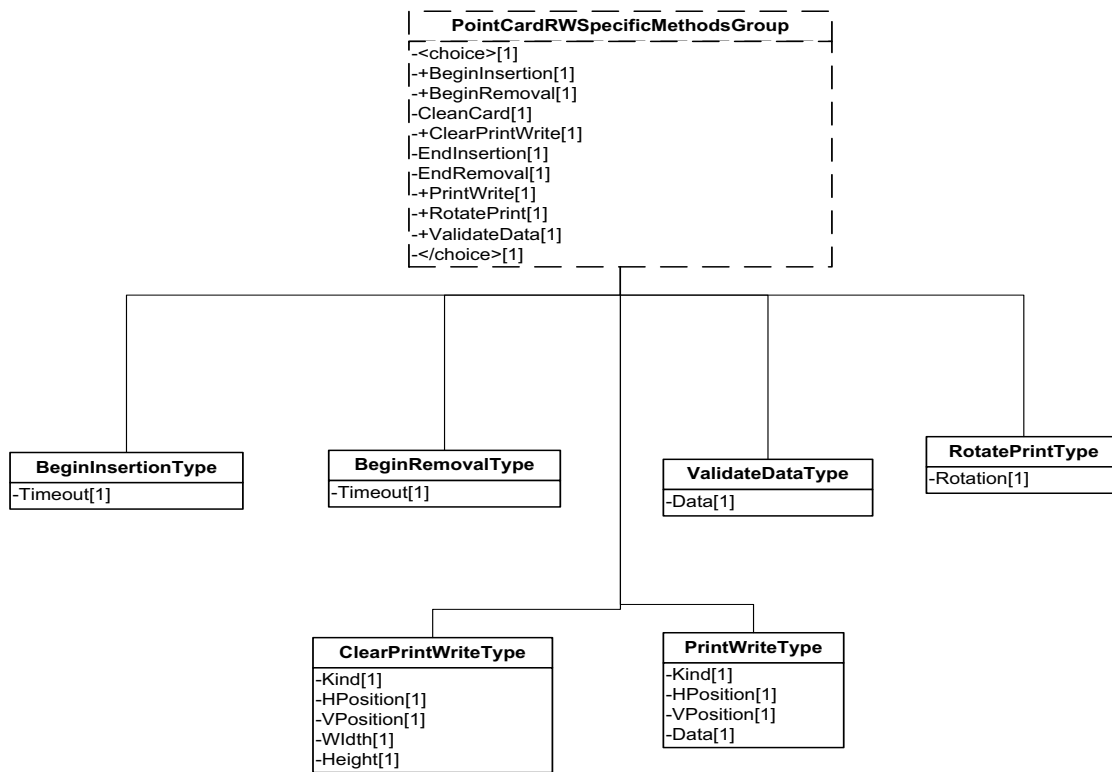 PointCardRWSpecificMethodsGroup
-<choice>[1]
-+BeginInsertion[1]
-+BeginRemoval[1]
-CleanCard[1]
-+ClearPrintWrite[1]
-EndInsertion[1]
-EndRemoval[1]
-+PrintWrite[1]
-+RotatePrint[1]
-+ValidateData[1]
-</choice>[1]
BeginInsertionType
-Timeout[1]
BeginRemovalType
-Timeout[1]
ValidateDataType
-Data[1]
RotatePrintType
-Rotation[1]
ClearPrintWriteType
-Kind[1]
-HPosition[1]
-VPosition[1]
-WIdth[1]
-Height[1]
PrintWriteType
-Kind[1]
-HPosition[1]
-VPosition[1]
-Data[1]